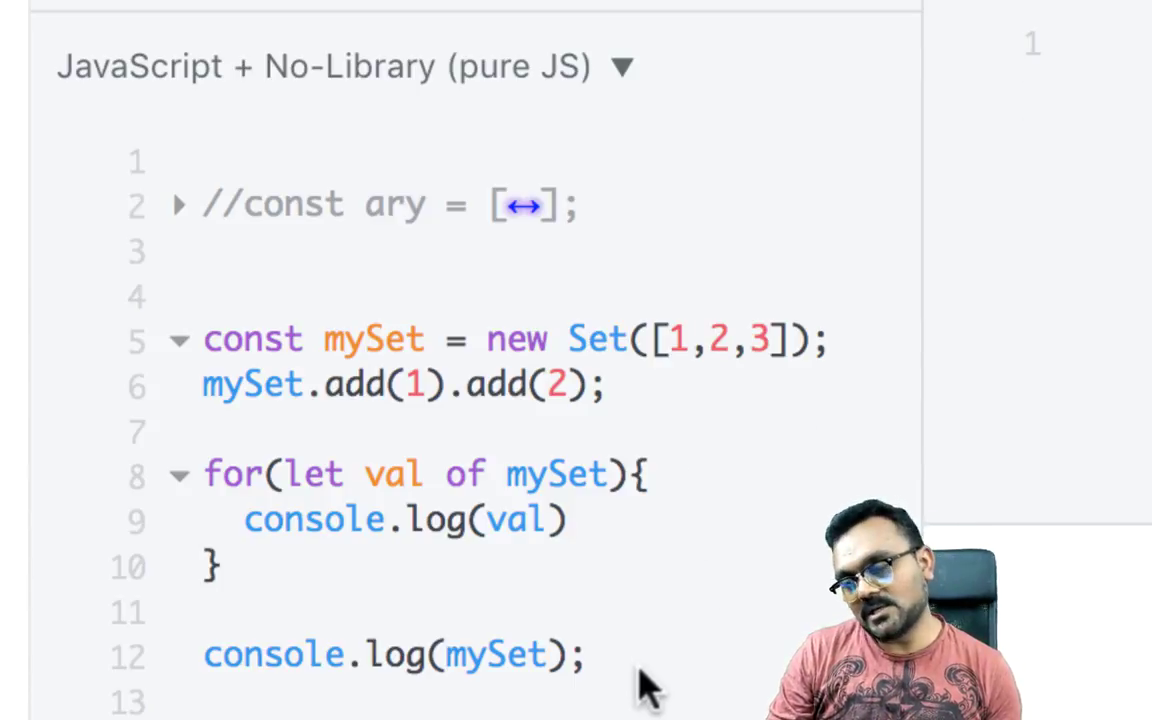 JavaScript + No-Library (pure JS) ▼
1
1
2 //const ary = [↔];
3
4
5 const mySet = new Set([1,2,3]);
6 mySet.add(1).add(2);
7
8 for(let val of mySet){
9 console.log(val)
10 }
11
12 console.log(mySet);
13